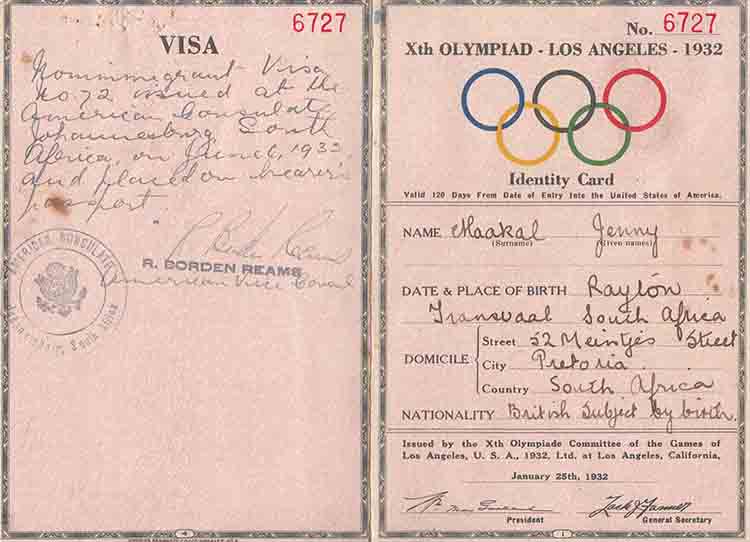 6727
VISA
Nonimmigrant Visa
No 72 issued at the
American Consulate
Johannesburg, South
Africa, on June 6, 1932
and placed on bearer's
passport
R. BORDEN REAMS
American Vice Consul
AMERICAN CONSULATE
Johannesburg, South Africa
4
No. 6727
Xth OLYMPIAD - LOS ANGELES - 1932
Identity Card
Valid 120 Days From Date of Entry Into the United States of America.
NAME Maakal Jenny
(Surname) (Given names)
DATE & PLACE OF BIRTH Rayton
Transvaal South Africa
DOMICILE
Street 52 Meintjes Street
City Pretoria
Country South Africa
NATIONALITY British Subject by birth.
Issued by the Xth Olympiade Committee of the Games of
Los Angeles, U. S. A., 1932, Ltd. at Los Angeles, California,
January 25th, 1932
President
General Secretary
1